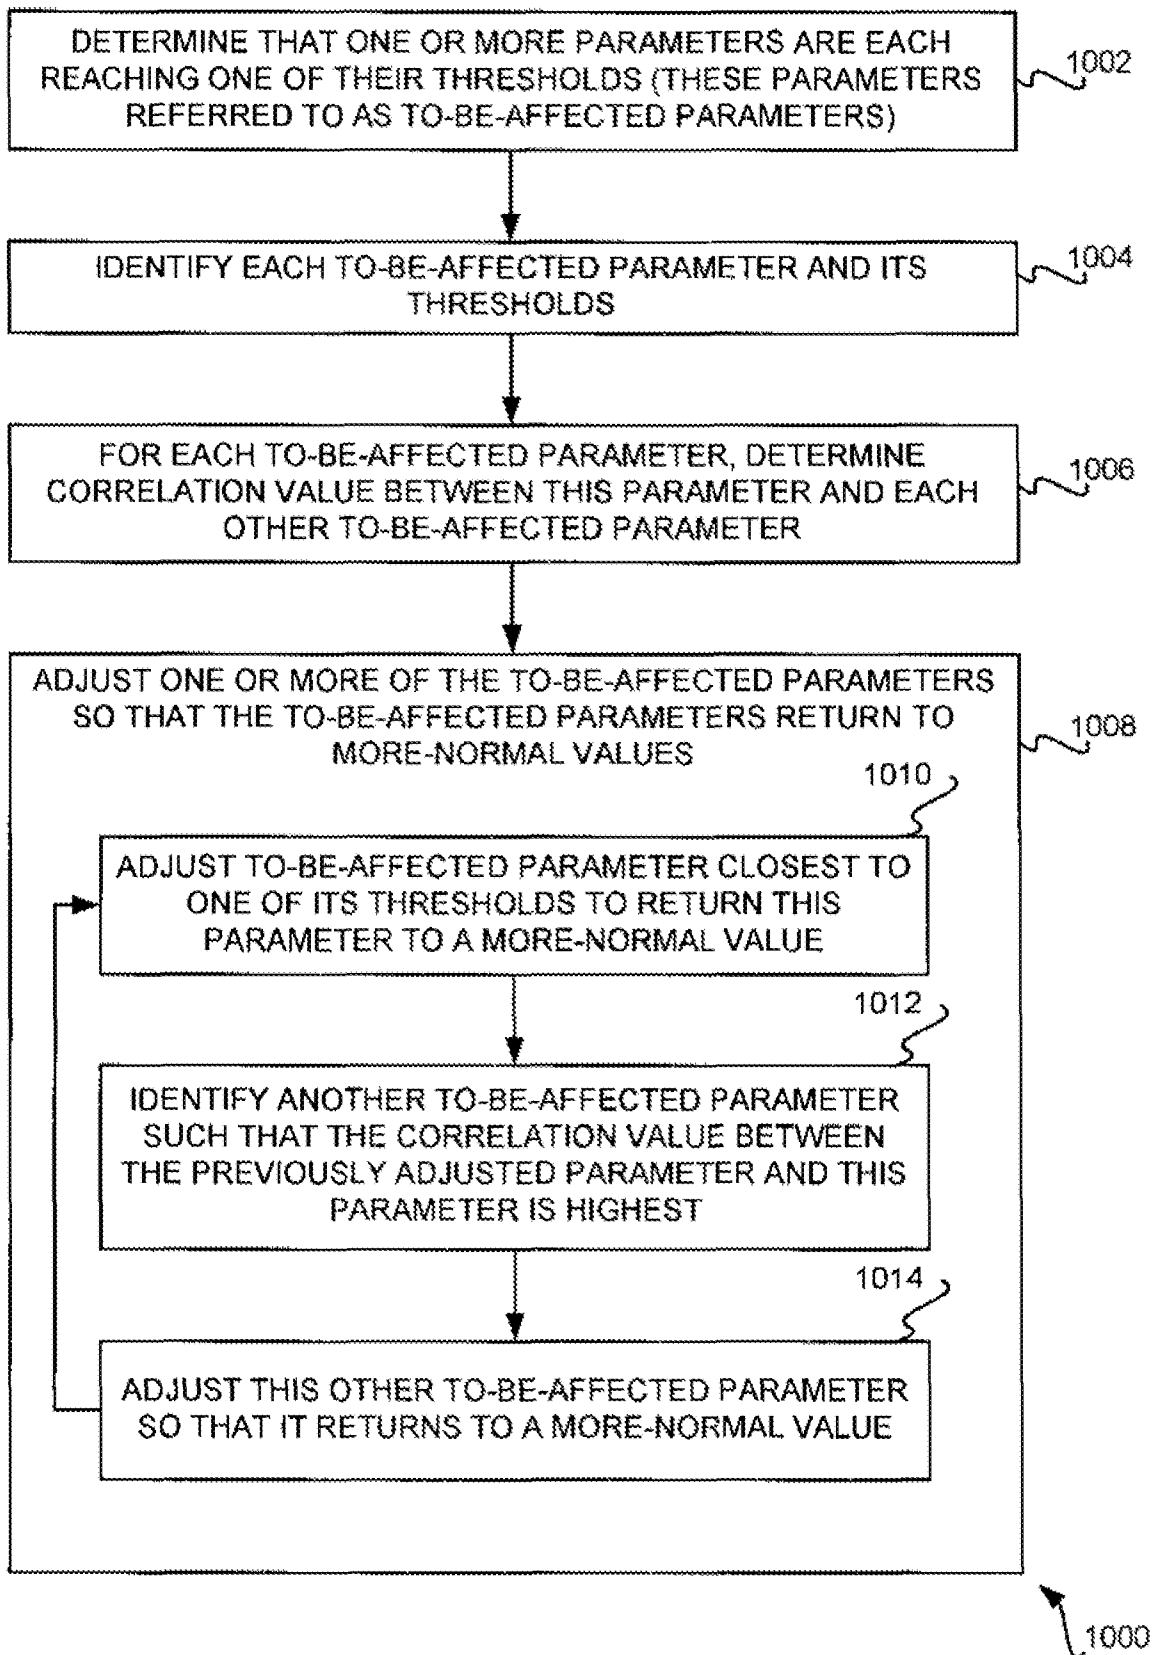 DETERMINE THAT ONE OR MORE PARAMETERS ARE EACH
REACHING ONE OF THEIR THRESHOLDS (THESE PARAMETERS
REFERRED TO AS TO-BE-AFFECTED PARAMETERS)
1002
IDENTIFY EACH TO-BE-AFFECTED PARAMETER AND ITS
THRESHOLDS
1004
FOR EACH TO-BE-AFFECTED PARAMETER, DETERMINE
CORRELATION VALUE BETWEEN THIS PARAMETER AND EACH
OTHER TO-BE-AFFECTED PARAMETER
1006
ADJUST ONE OR MORE OF THE TO-BE-AFFECTED PARAMETERS
SO THAT THE TO-BE-AFFECTED PARAMETERS RETURN TO
MORE-NORMAL VALUES
1008
1010
ADJUST TO-BE-AFFECTED PARAMETER CLOSEST TO
ONE OF ITS THRESHOLDS TO RETURN THIS
PARAMETER TO A MORE-NORMAL VALUE
1012
IDENTIFY ANOTHER TO-BE-AFFECTED PARAMETER
SUCH THAT THE CORRELATION VALUE BETWEEN
THE PREVIOUSLY ADJUSTED PARAMETER AND THIS
PARAMETER IS HIGHEST
1014
ADJUST THIS OTHER TO-BE-AFFECTED PARAMETER
SO THAT IT RETURNS TO A MORE-NORMAL VALUE
1000